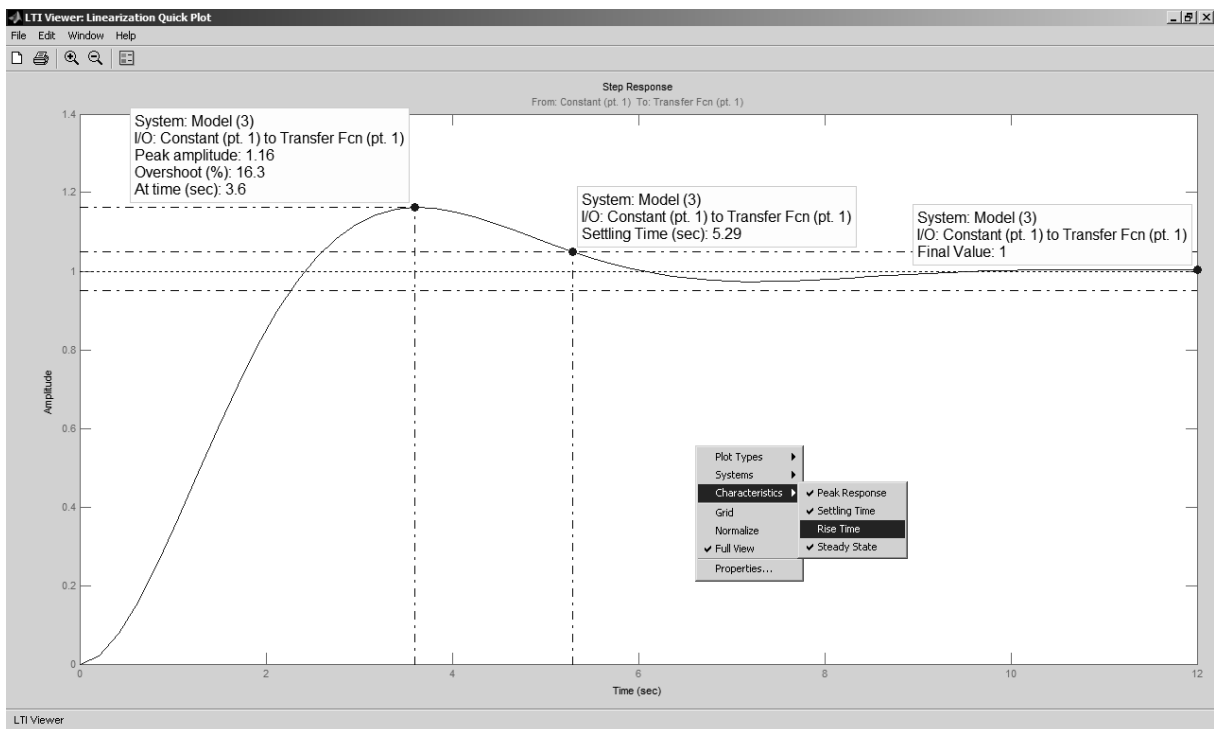 LTI Viewer: Linearization Quick Plot
File Edit Window Help
Step Response
From: Constant (pt. 1) To: Transfer Fcn (pt. 1)
1.4
System: Model (3)
I/O: Constant (pt. 1) to Transfer Fcn (pt. 1)
Peak amplitude: 1.16
Overshoot (%): 16.3
At time (sec): 3.6
1.2
System: Model (3)
I/O: Constant (pt. 1) to Transfer Fcn (pt. 1)
Settling Time (sec): 5.29
System: Model (3)
I/O: Constant (pt. 1) to Transfer Fcn (pt. 1)
Final Value: 1
1
0.8
Amplitude
0.6
0.4
0.2
0
Plot Types
Systems
Characteristics
Grid
Normalize
Full View
Properties...
Peak Response
Settling Time
Rise Time
Steady State
0 2 4 6 8 10 12
Time (sec)
LTI Viewer